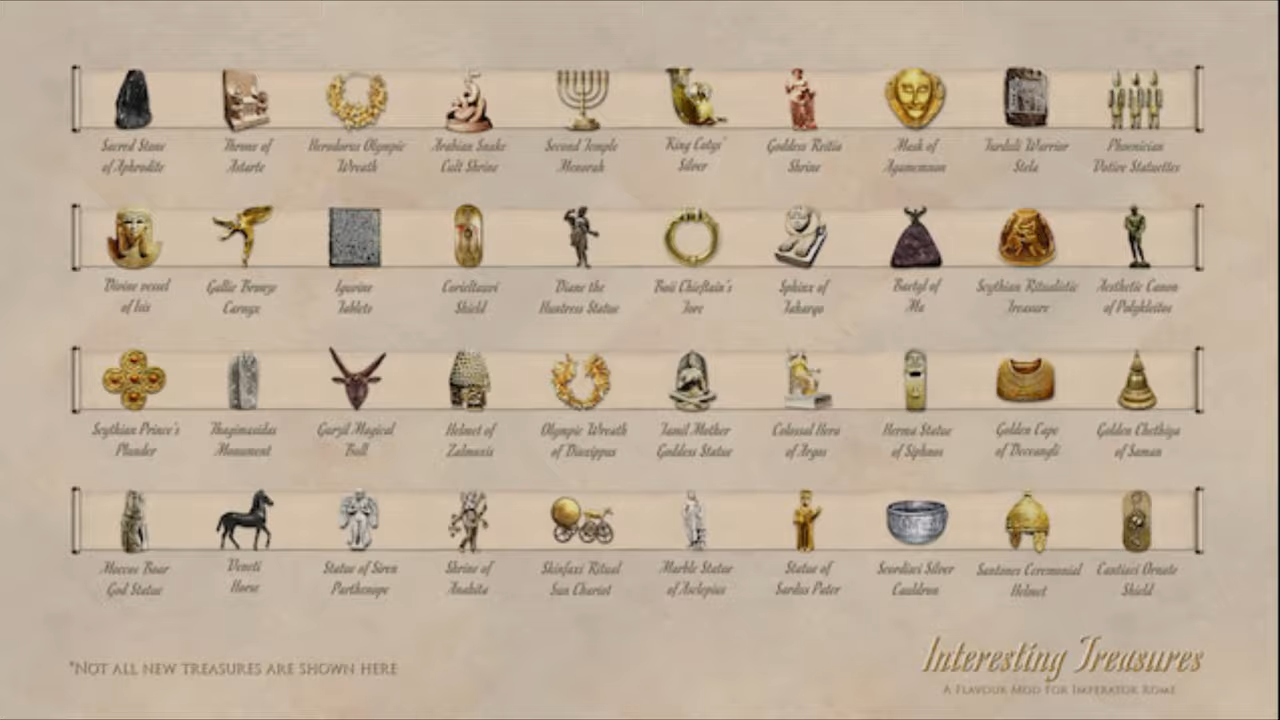 Sacred Stone of Aphrodite
Throne of Astarte
Herodorus Olympic Wreath
Arabian Snake Cult Shrine
Second Temple Menorah
King Cotys' Silver
Goddess Reitia Shrine
Mask of Agamemnon
Turduli Warrior Stela
Phoenician Votive Statuettes
Divine vessel of Isis
Gallic Bronze Carnyx
Iguvine Tablets
Corieltauvi Shield
Diane the Huntress Statue
Boii Chieftain's Torc
Sphinx of Taharqo
Baetyl of Ma
Scythian Ritualistic Treasure
Aesthetic Canon of Polykleitos
Scythian Prince's Plunder
Thagimasidas Monument
Gurzil Magical Bull
Helmet of Zalmoxis
Olympic Wreath of Dioxippus
Tamil Mother Goddess Statue
Colossal Hera of Argos
Herma Statue of Siphnos
Golden Cape of Deceangli
Golden Chethiya of Saman
Moccus Boar God Statue
Veneti Horse
Statue of Siren Parthenope
Shrine of Anahita
Skinfaxi Ritual Sun Chariot
Marble Statue of Asclepius
Statue of Sardus Pater
Scordisci Silver Cauldron
Santones Ceremonial Helmet
Cantiaci Ornate Shield
*Not all new treasures are shown here
Interesting Treasures
A Flavour Mod for Imperator Rome